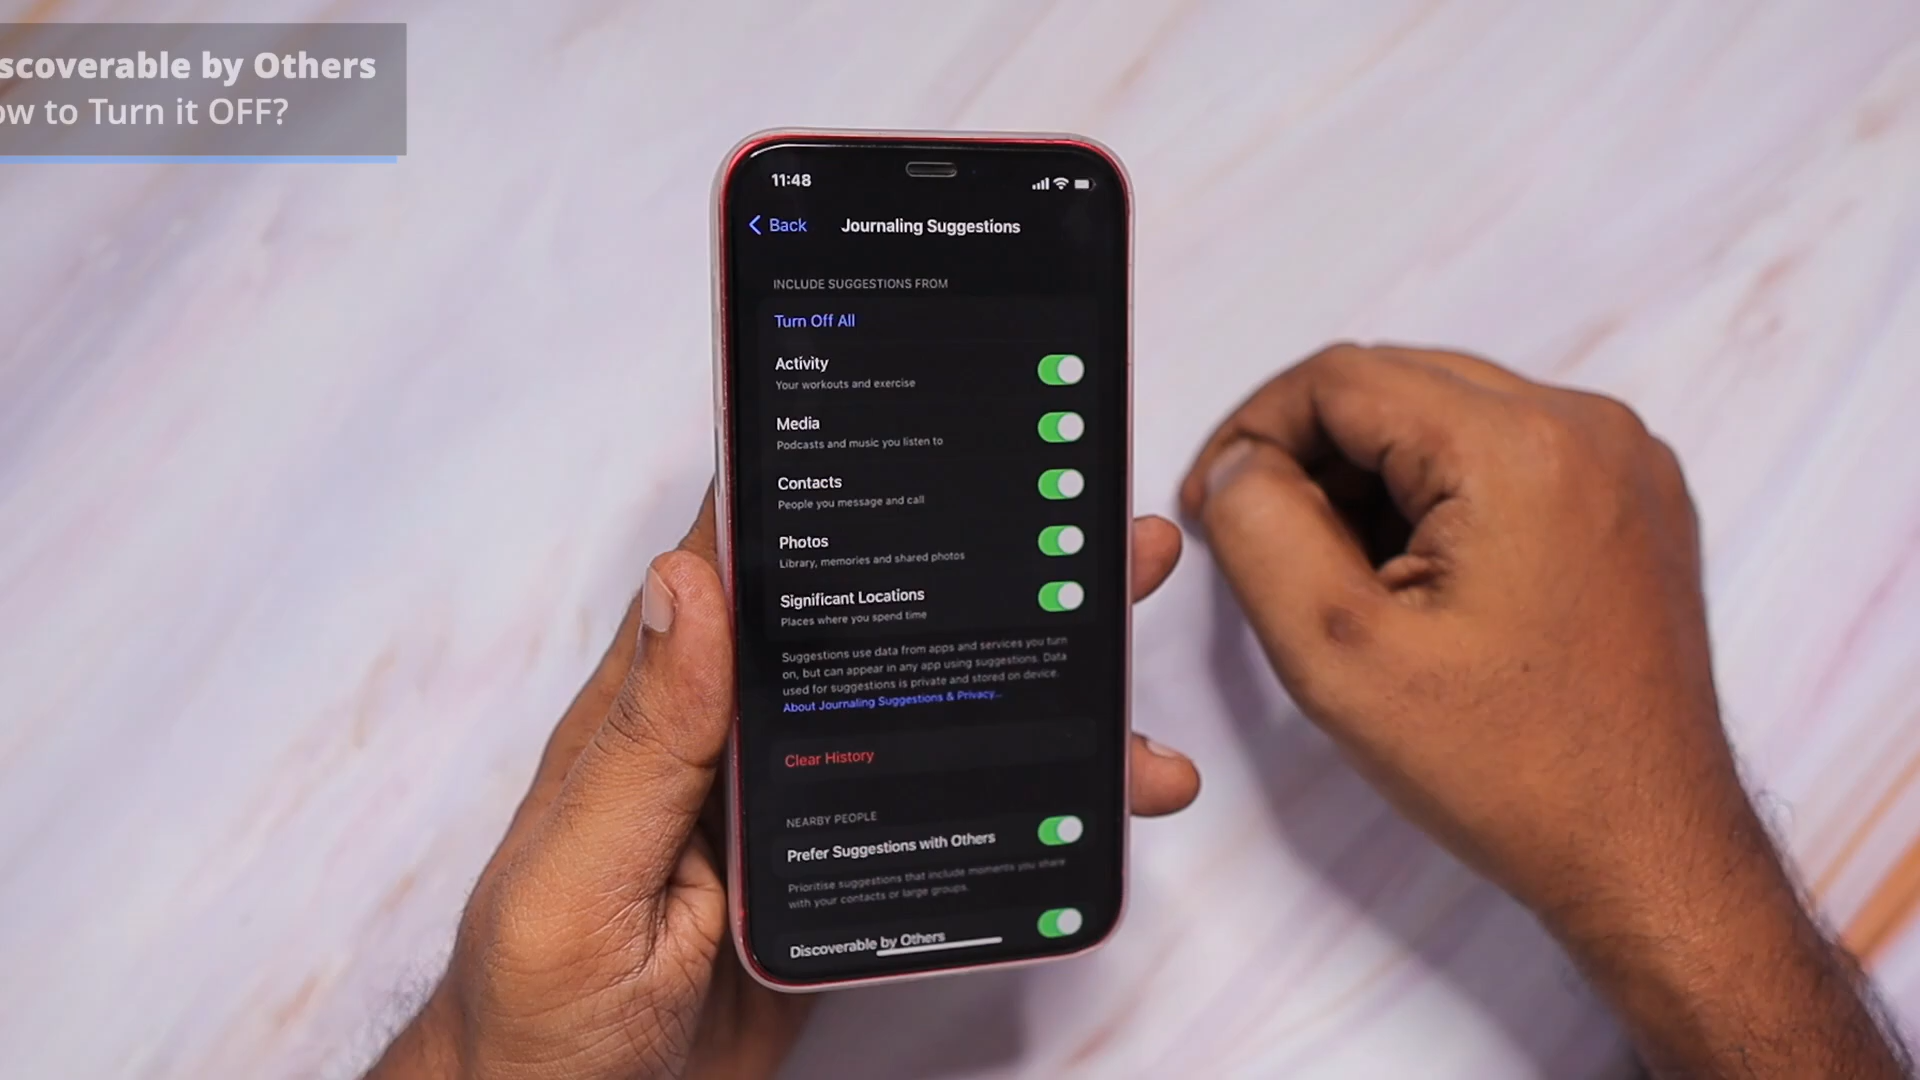 scoverable by Others
ow to Turn it OFF?
11:48
Back
Journaling Suggestions
INCLUDE SUGGESTIONS FROM
Turn Off All
Activity
Your workouts and exercise
Media
Podcasts and music you listen to
Contacts
People you message and call
Photos
Library, memories and shared photos
Significant Locations
Places where you spend time
Suggestions use data from apps and services you turn
on, but can appear in any app using suggestions. Data
used for suggestions is private and stored on device.
About Journaling Suggestions & Privacy...
Clear History
NEARBY PEOPLE
Prefer Suggestions with Others
Prioritise suggestions that include moments you share
with your contacts or large groups.
Discoverable by Others